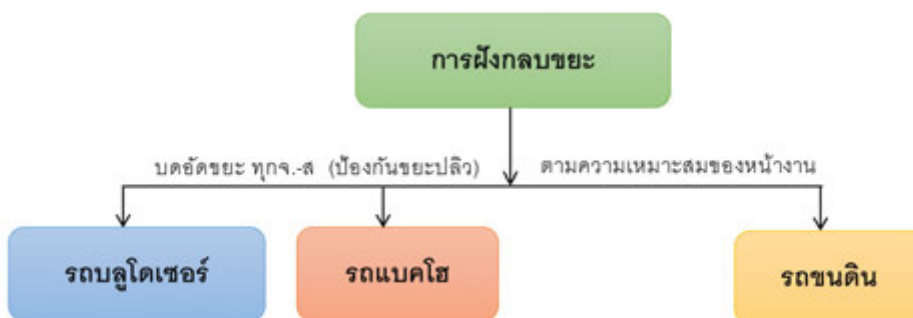 การฝังกลบขยะ
บดอัดขยะ ทุกจ.-ส (ป้องกันขยะปลิว)
ตามความเหมาะสมของหน้างาน
รถบลูโดเซอร์
รถแบคโฮ
รถขนดิน